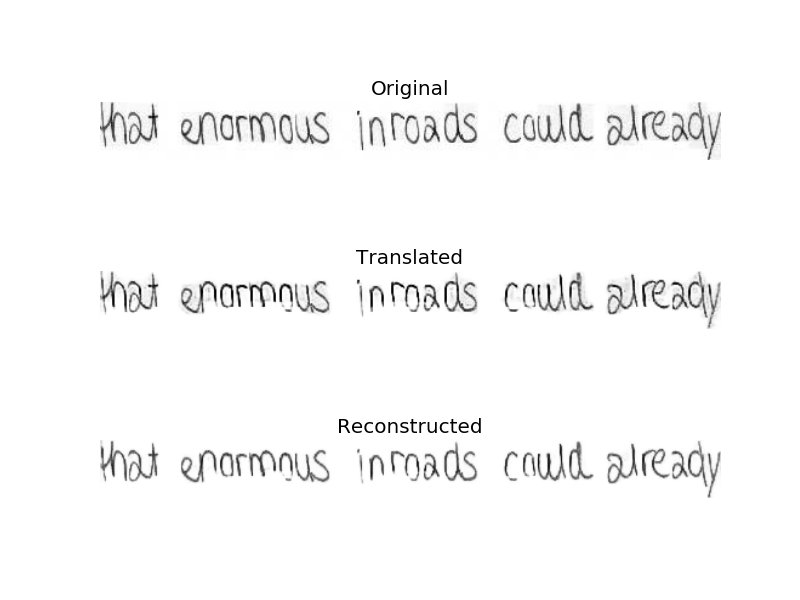 Original
that enormous inroads could already
Translated
that enormous inroads could already
Reconstructed
that enormous inroads could already